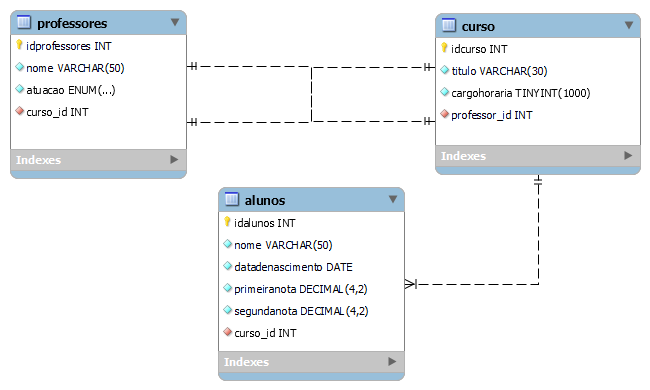 professores
idprofessores INT
nome VARCHAR(50)
atuacao ENUM(...)
curso_id INT
Indexes
curso
idcurso INT
titulo VARCHAR(30)
cargohoraria TINYINT(1000)
professor_id INT
Indexes
alunos
idalunos INT
nome VARCHAR(50)
datadenascimento DATE
primeiranota DECIMAL(4,2)
segundanota DECIMAL(4,2)
curso_id INT
Indexes